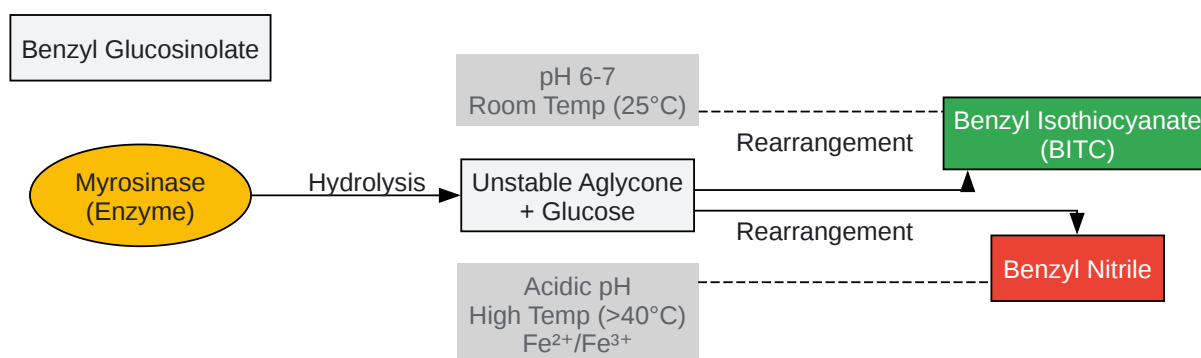 Benzyl Glucosinolate
pH 6-7
Room Temp (25°C)
Benzyl Isothiocyanate
(BITC)
Rearrangement
Myrosinase
(Enzyme)
Hydrolysis
Unstable Aglycone
+ Glucose
Rearrangement
Benzyl Nitrile
Acidic pH
High Temp (>40°C)
Fe²⁺/Fe³⁺